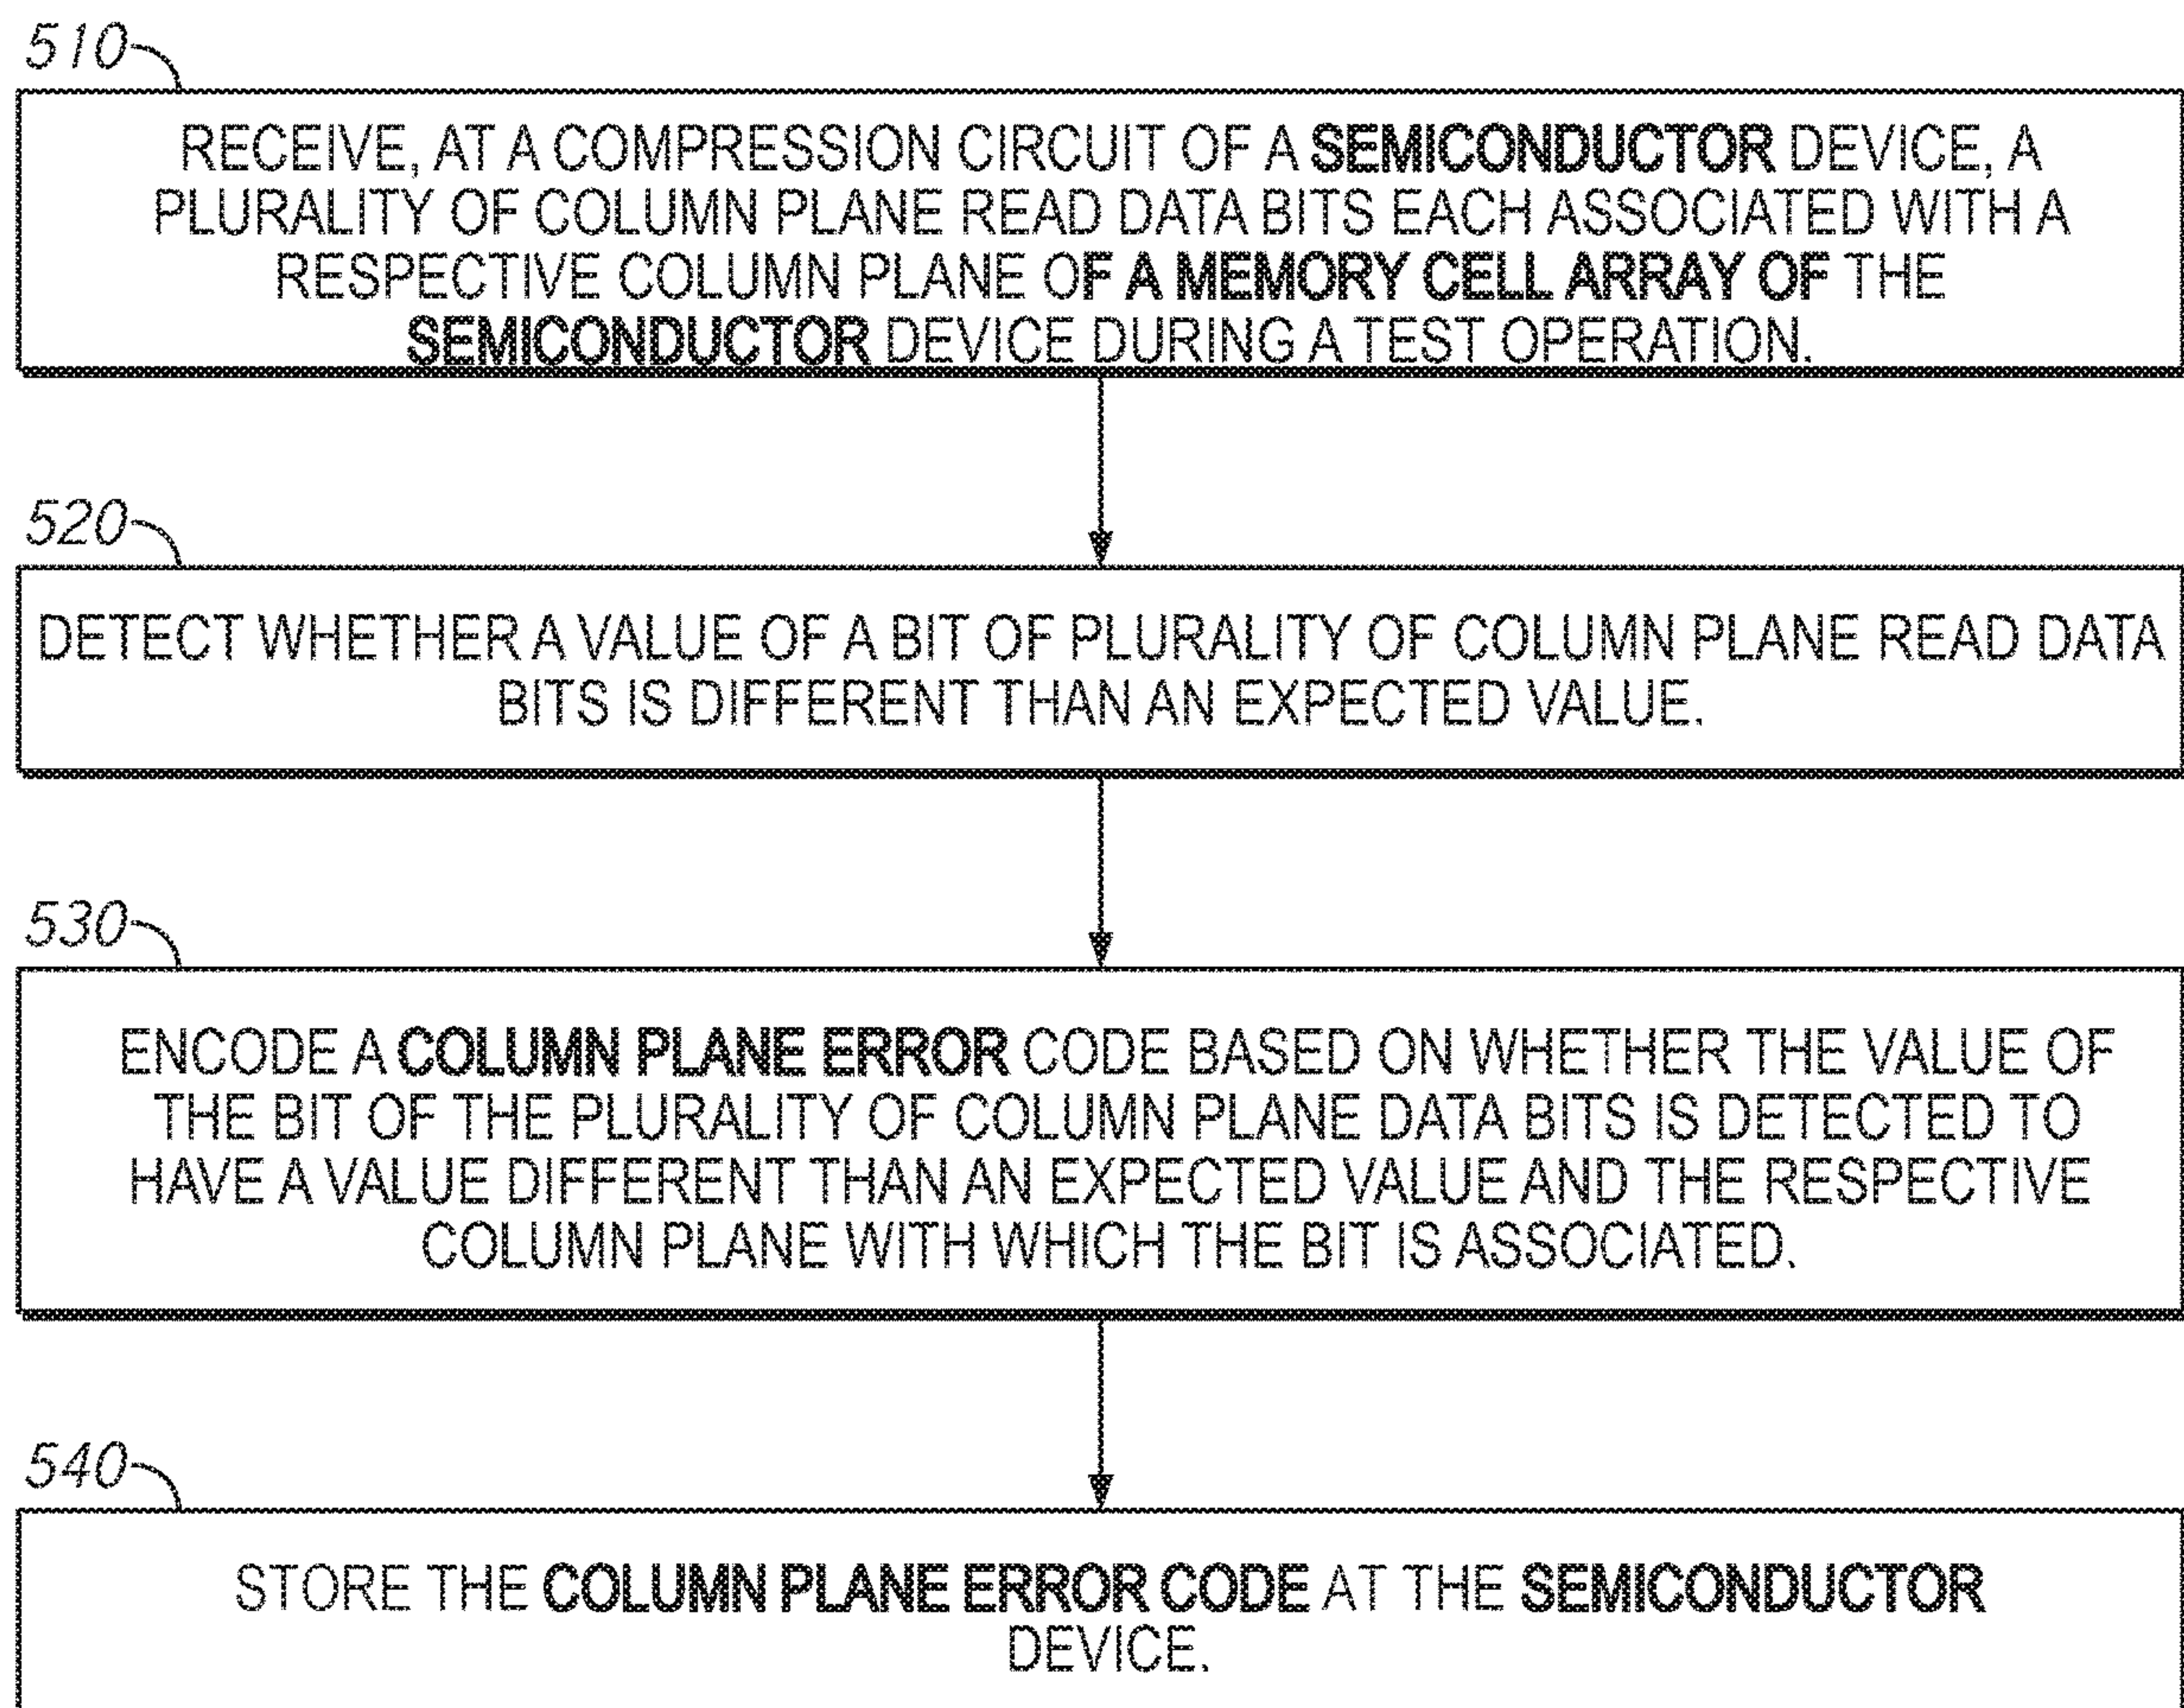 510
RECEIVE, AT A COMPRESSION CIRCUIT OF A SEMICONDUCTOR DEVICE, A
PLURALITY OF COLUMN PLANE READ DATA BITS EACH ASSOCIATED WITH A
RESPECTIVE COLUMN PLANE OF A MEMORY CELL ARRAY OF THE
SEMICONDUCTOR DEVICE DURING A TEST OPERATION.
520
DETECT WHETHER A VALUE OF A BIT OF PLURALITY OF COLUMN PLANE READ DATA
BITS IS DIFFERENT THAN AN EXPECTED VALUE.
530
ENCODE A COLUMN PLANE ERROR CODE BASED ON WHETHER THE VALUE OF
THE BIT OF THE PLURALITY OF COLUMN PLANE DATA BITS IS DETECTED TO
HAVE A VALUE DIFFERENT THAN AN EXPECTED VALUE AND THE RESPECTIVE
COLUMN PLANE WITH WHICH THE BIT IS ASSOCIATED.
540
STORE THE COLUMN PLANE ERROR CODE AT THE SEMICONDUCTOR
DEVICE.